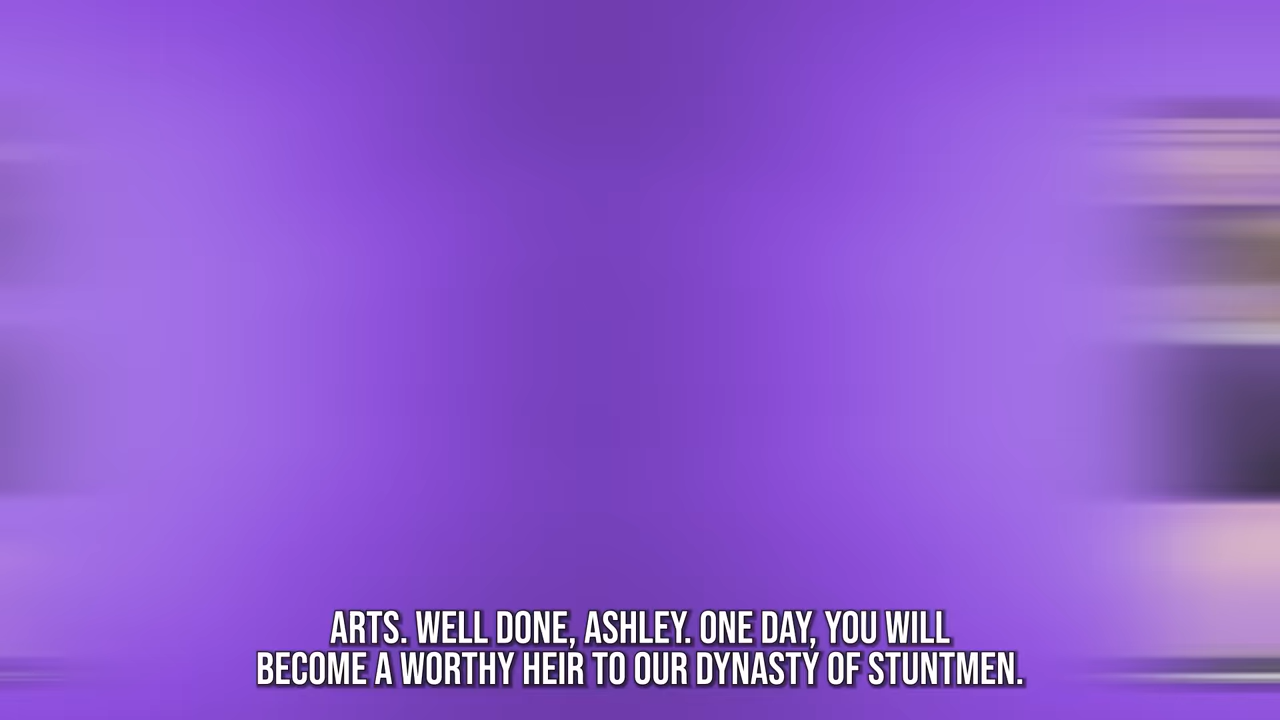 ARTS. WELL DONE, ASHLEY. ONE DAY, YOU WILL
BECOME A WORTHY HEIR TO OUR DYNASTY OF STUNTMEN.